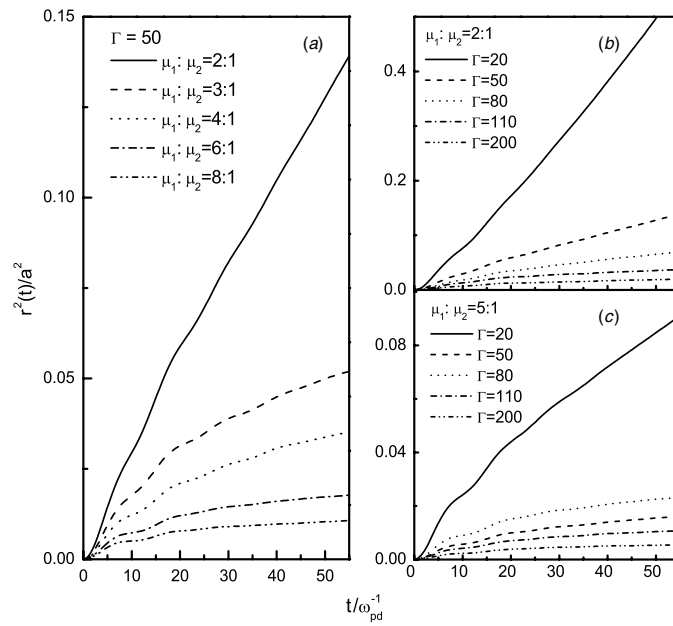 0.15
0.10
0.05
0.00
r²(t)/a²
Γ = 50
(a)
μ₁: μ₂=2:1
μ₁: μ₂=3:1
μ₁: μ₂=4:1
μ₁: μ₂=6:1
μ₁: μ₂=8:1
0 10 20 30 40 50
0.4
0.2
0.0
μ₁: μ₂=2:1
(b)
Γ=20
Γ=50
Γ=80
Γ=110
Γ=200
0.08
0.04
0.00
μ₁: μ₂=5:1
(c)
Γ=20
Γ=50
Γ=80
Γ=110
Γ=200
0 10 20 30 40 50
t/ω⁻¹pd